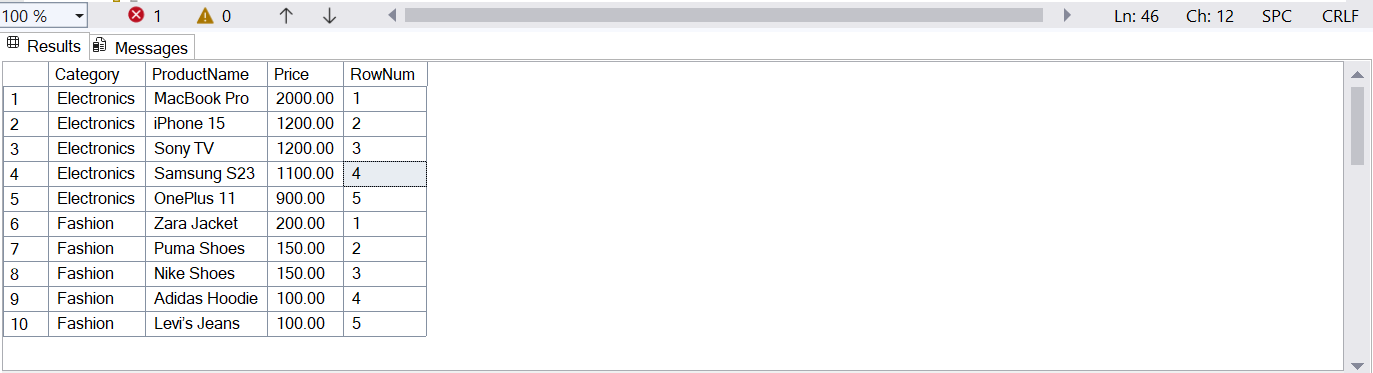 100 % 1 0 Ln: 46 Ch: 12 SPC CRLF
Results Messages
Category ProductName Price RowNum
1 Electronics MacBook Pro 2000.00 1
2 Electronics iPhone 15 1200.00 2
3 Electronics Sony TV 1200.00 3
4 Electronics Samsung S23 1100.00 4
5 Electronics OnePlus 11 900.00 5
6 Fashion Zara Jacket 200.00 1
7 Fashion Puma Shoes 150.00 2
8 Fashion Nike Shoes 150.00 3
9 Fashion Adidas Hoodie 100.00 4
10 Fashion Levi's Jeans 100.00 5